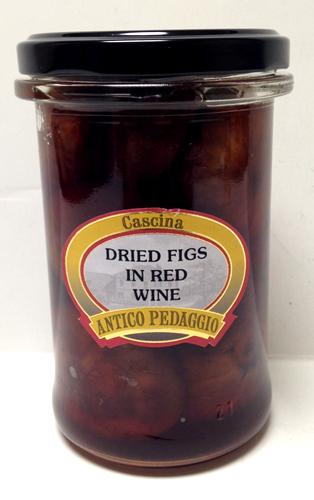 Cascina
DRIED FIGS
IN RED
WINE
ANTICO PEDAGGIO